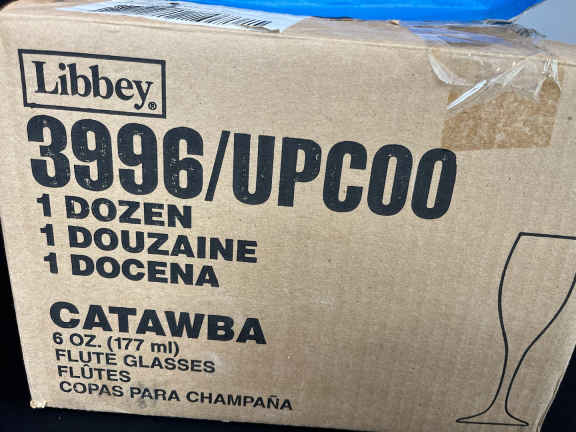 Libbey®
3996/UPC00
1 DOZEN
1 DOUZAINE
1 DOCENA
CATAWBA
6 OZ. (177 ml)
FLUTE GLASSES
FLÛTES
COPAS PARA CHAMPAÑA